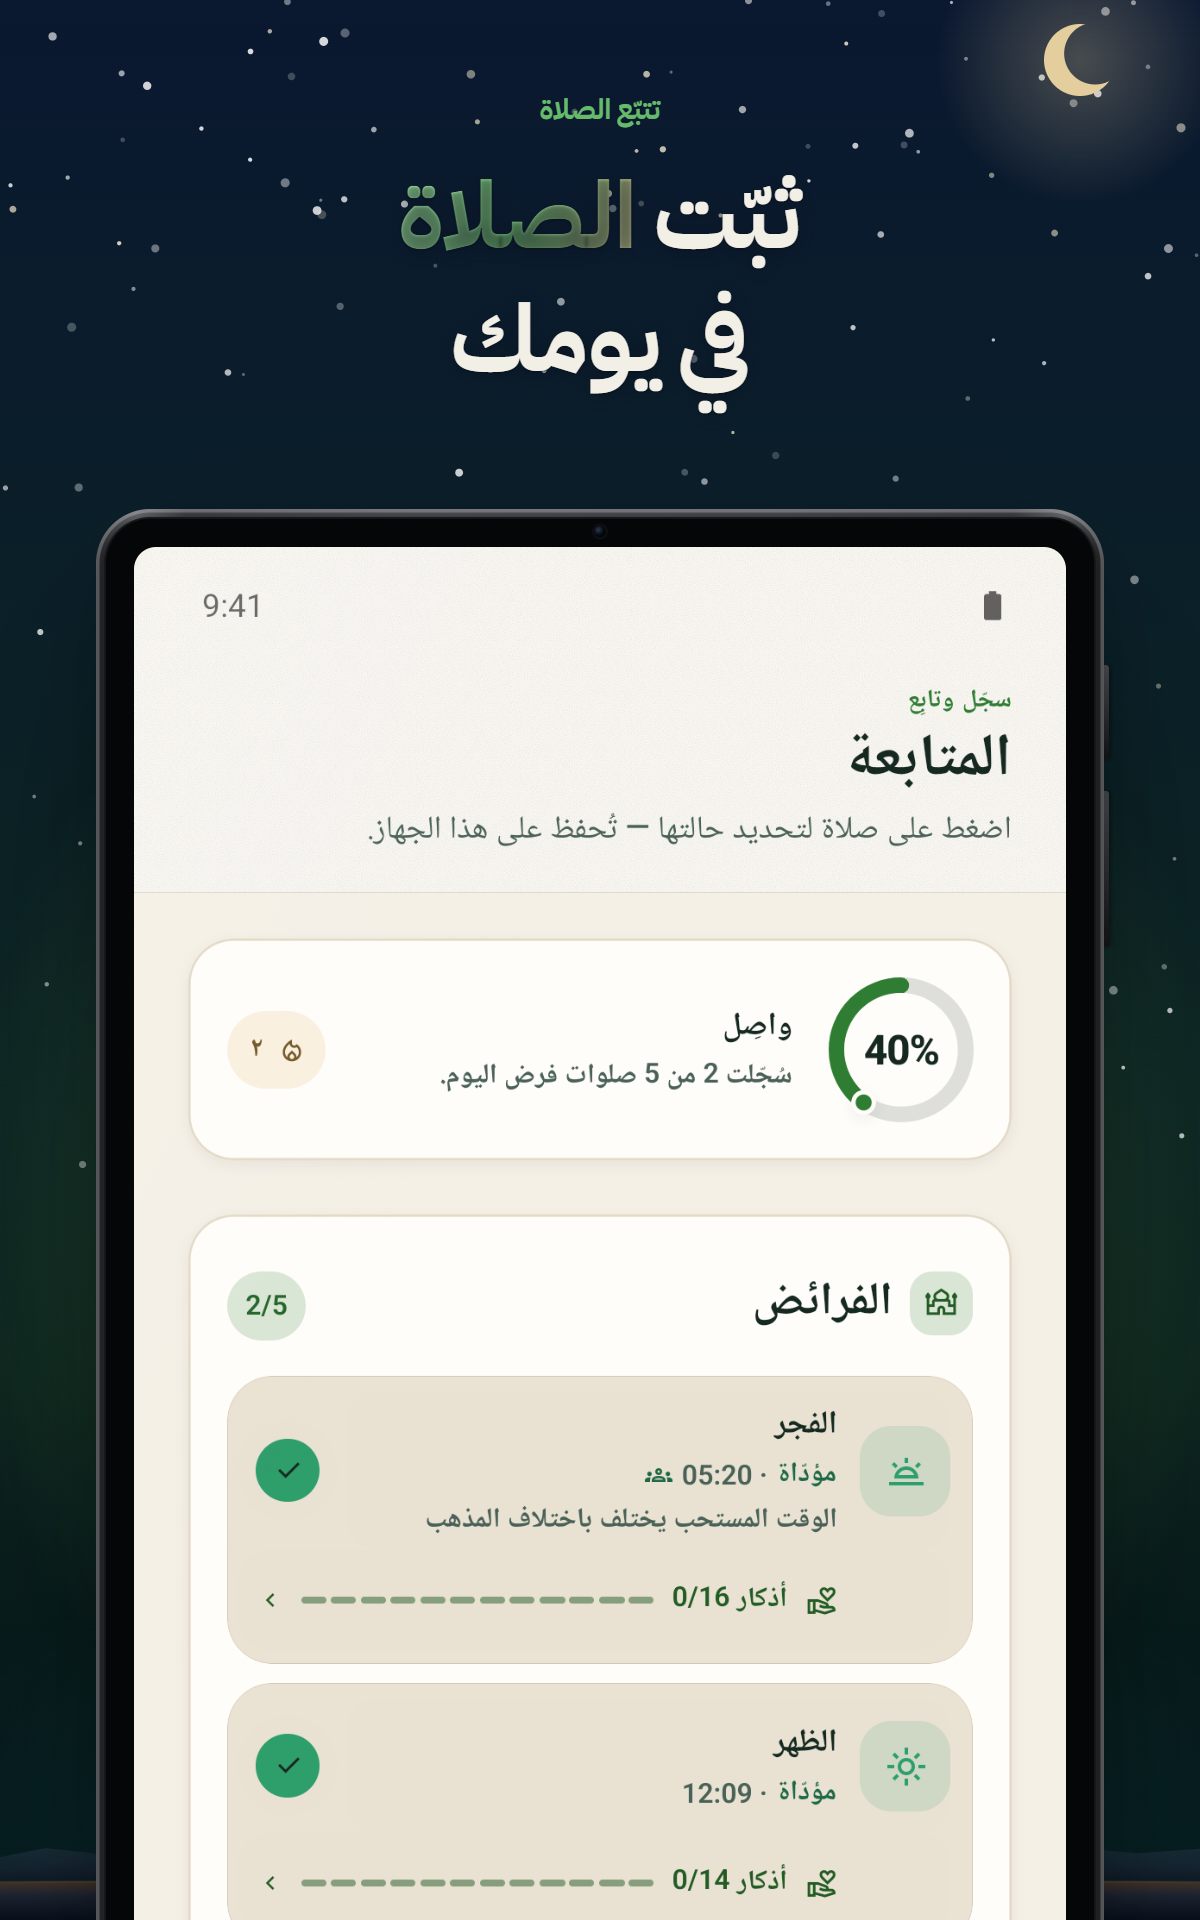 تتبّع الصلاة
ثبّت الصلاة
في يومك
9:41
سجّل وتابِع
المتابعة
اضغط على صلاة لتحديد حالتها — تُحفظ على هذا الجهاز.
40%
واصِل
سُجّلت 2 من 5 صلوات فرض اليوم.
٢
الفرائض
2/5
الفجر
مؤدّاة · 05:20
الوقت المستحب يختلف باختلاف المذهب
أذكار 0/16
الظهر
مؤدّاة · 12:09
أذكار 0/14